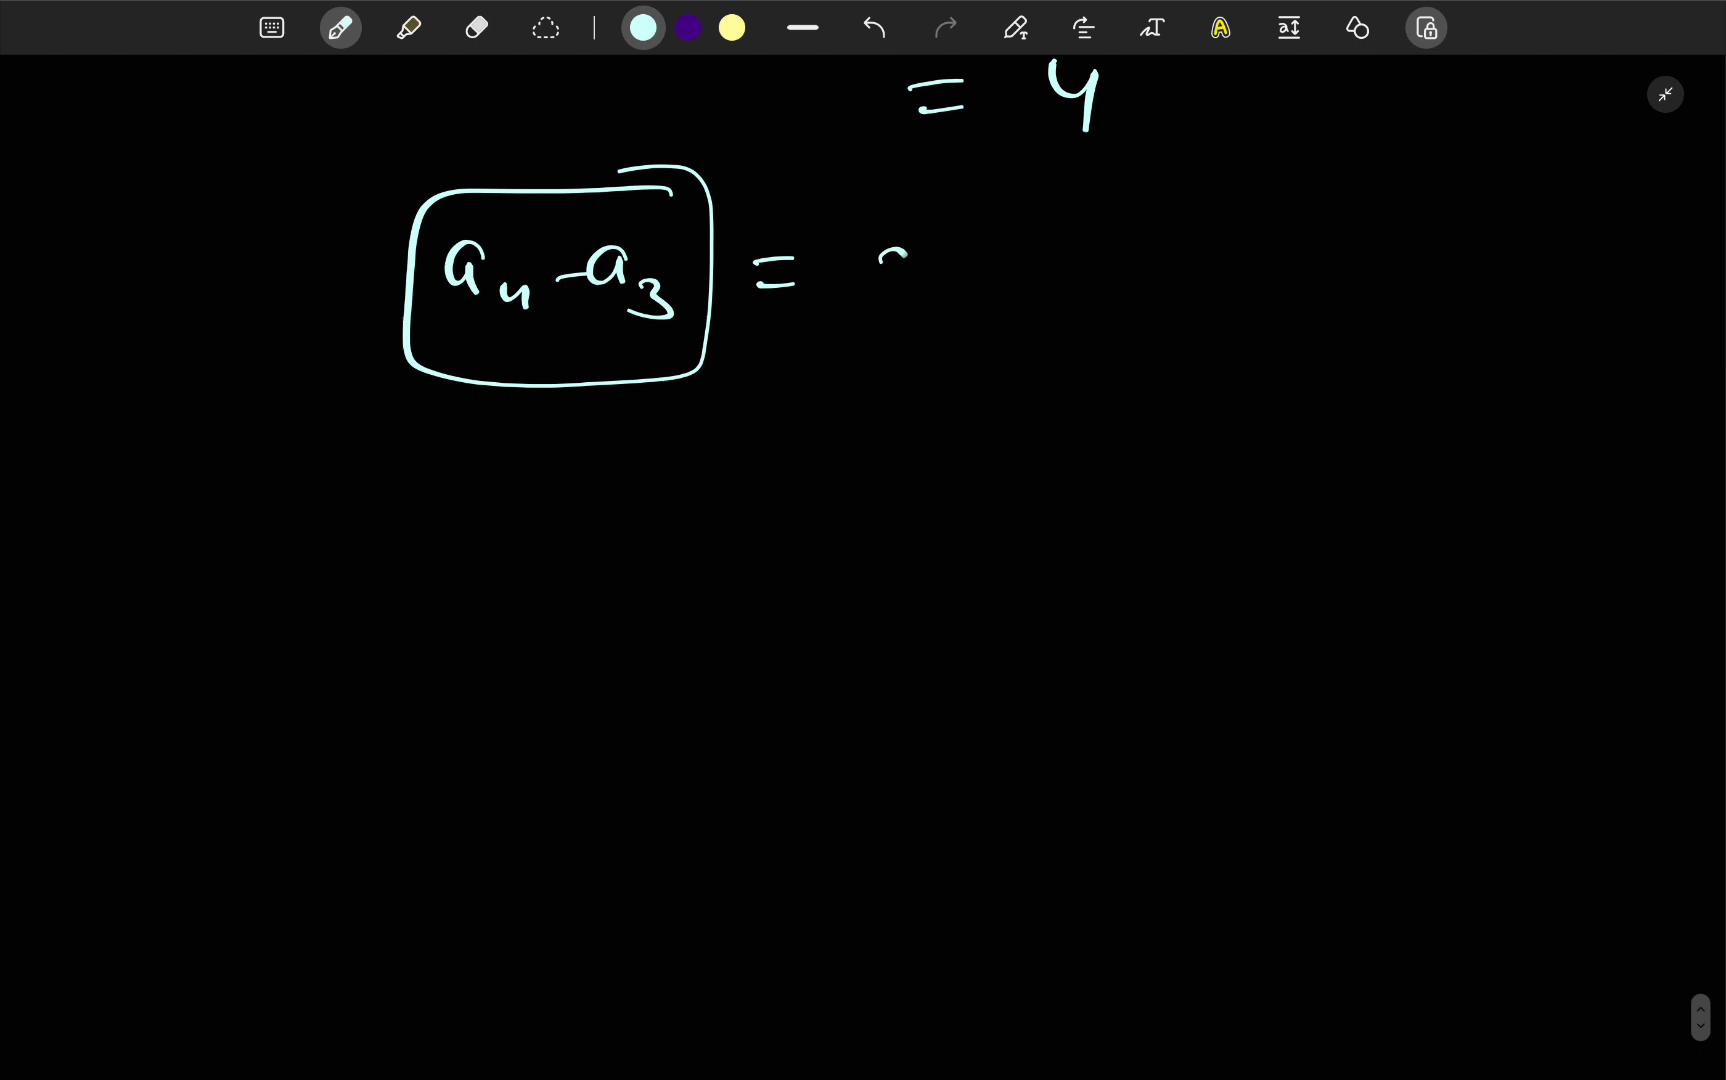 = 4
a₄ - a₃ =